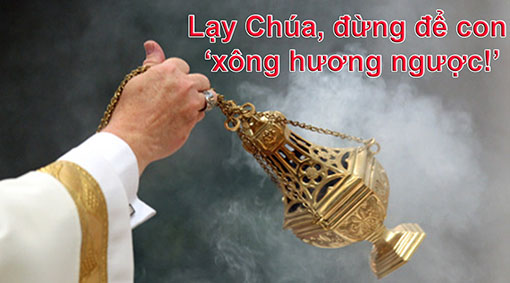 Lạy Chúa, đừng để con
‘xông hương ngược!’